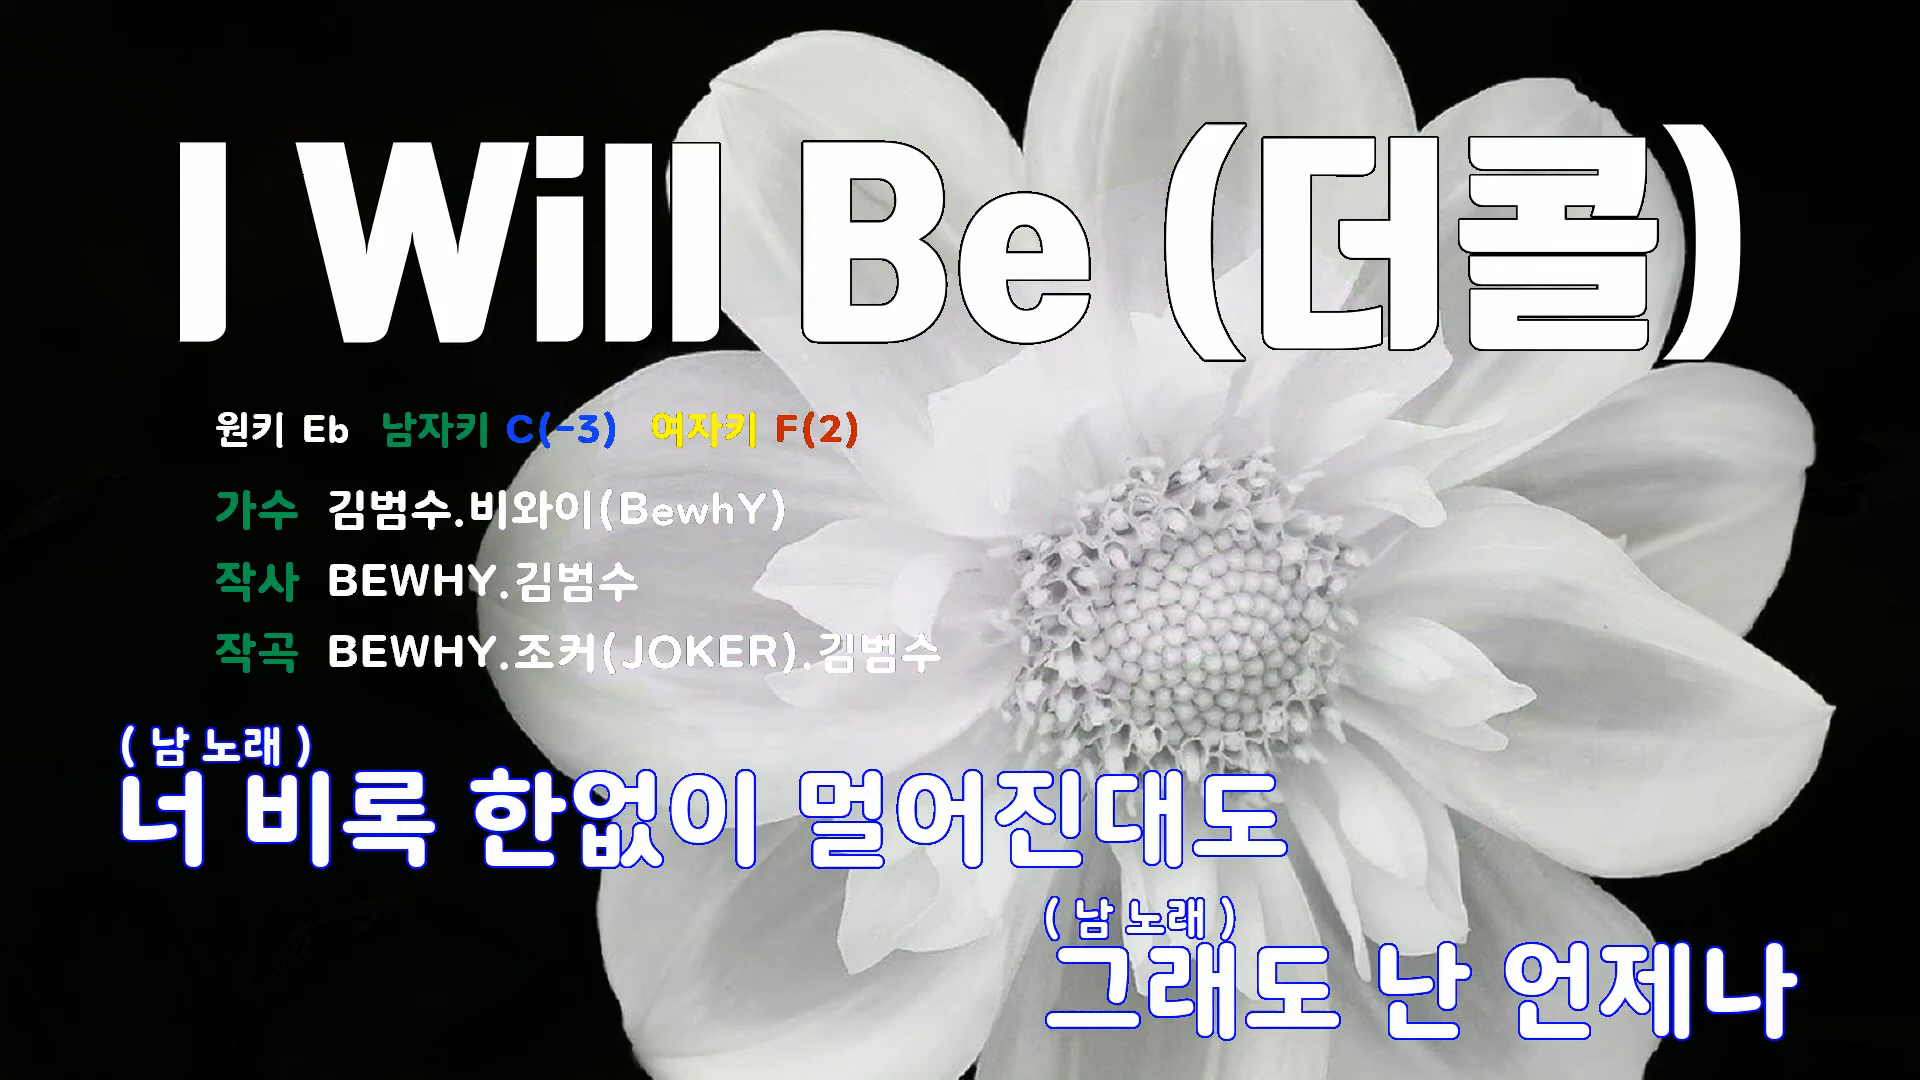 I Will Be (더콜)
원키 Eb 남자키 C(-3) 여자키 F(2)
가수 김범수.비와이(BewhY)
작사 BEWHY.김범수
작곡 BEWHY.조커(JOKER).김범수
( 남 노래 )
너 비록 한없이 멀어진대도
( 남 노래 )
그래도 난 언제나